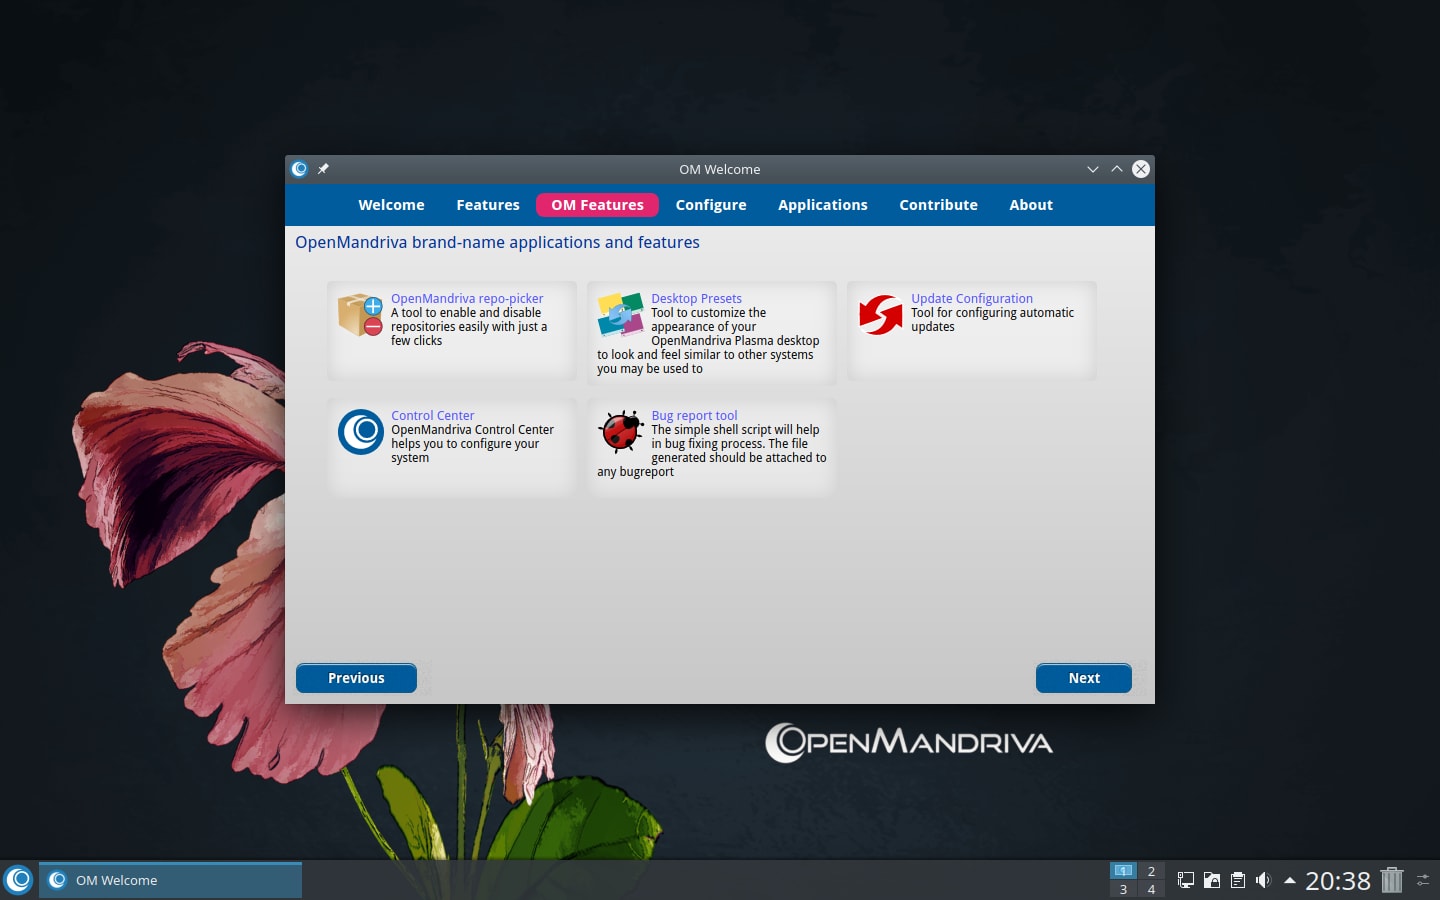 OM Welcome
Welcome Features OM Features Configure Applications Contribute About
OpenMandriva brand-name applications and features
OpenMandriva repo-picker
A tool to enable and disable
repositories easily with just a
few clicks
Desktop Presets
Tool to customize the
appearance of your
OpenMandriva Plasma desktop
to look and feel similar to other systems
you may be used to
Update Configuration
Tool for configuring automatic
updates
Control Center
OpenMandriva Control Center
helps you to configure your
system
Bug report tool
The simple shell script will help
in bug fixing process. The file
generated should be attached to
any bugreport
Previous
Next
OpenMandriva
OM Welcome
1 2
3 4
20:38